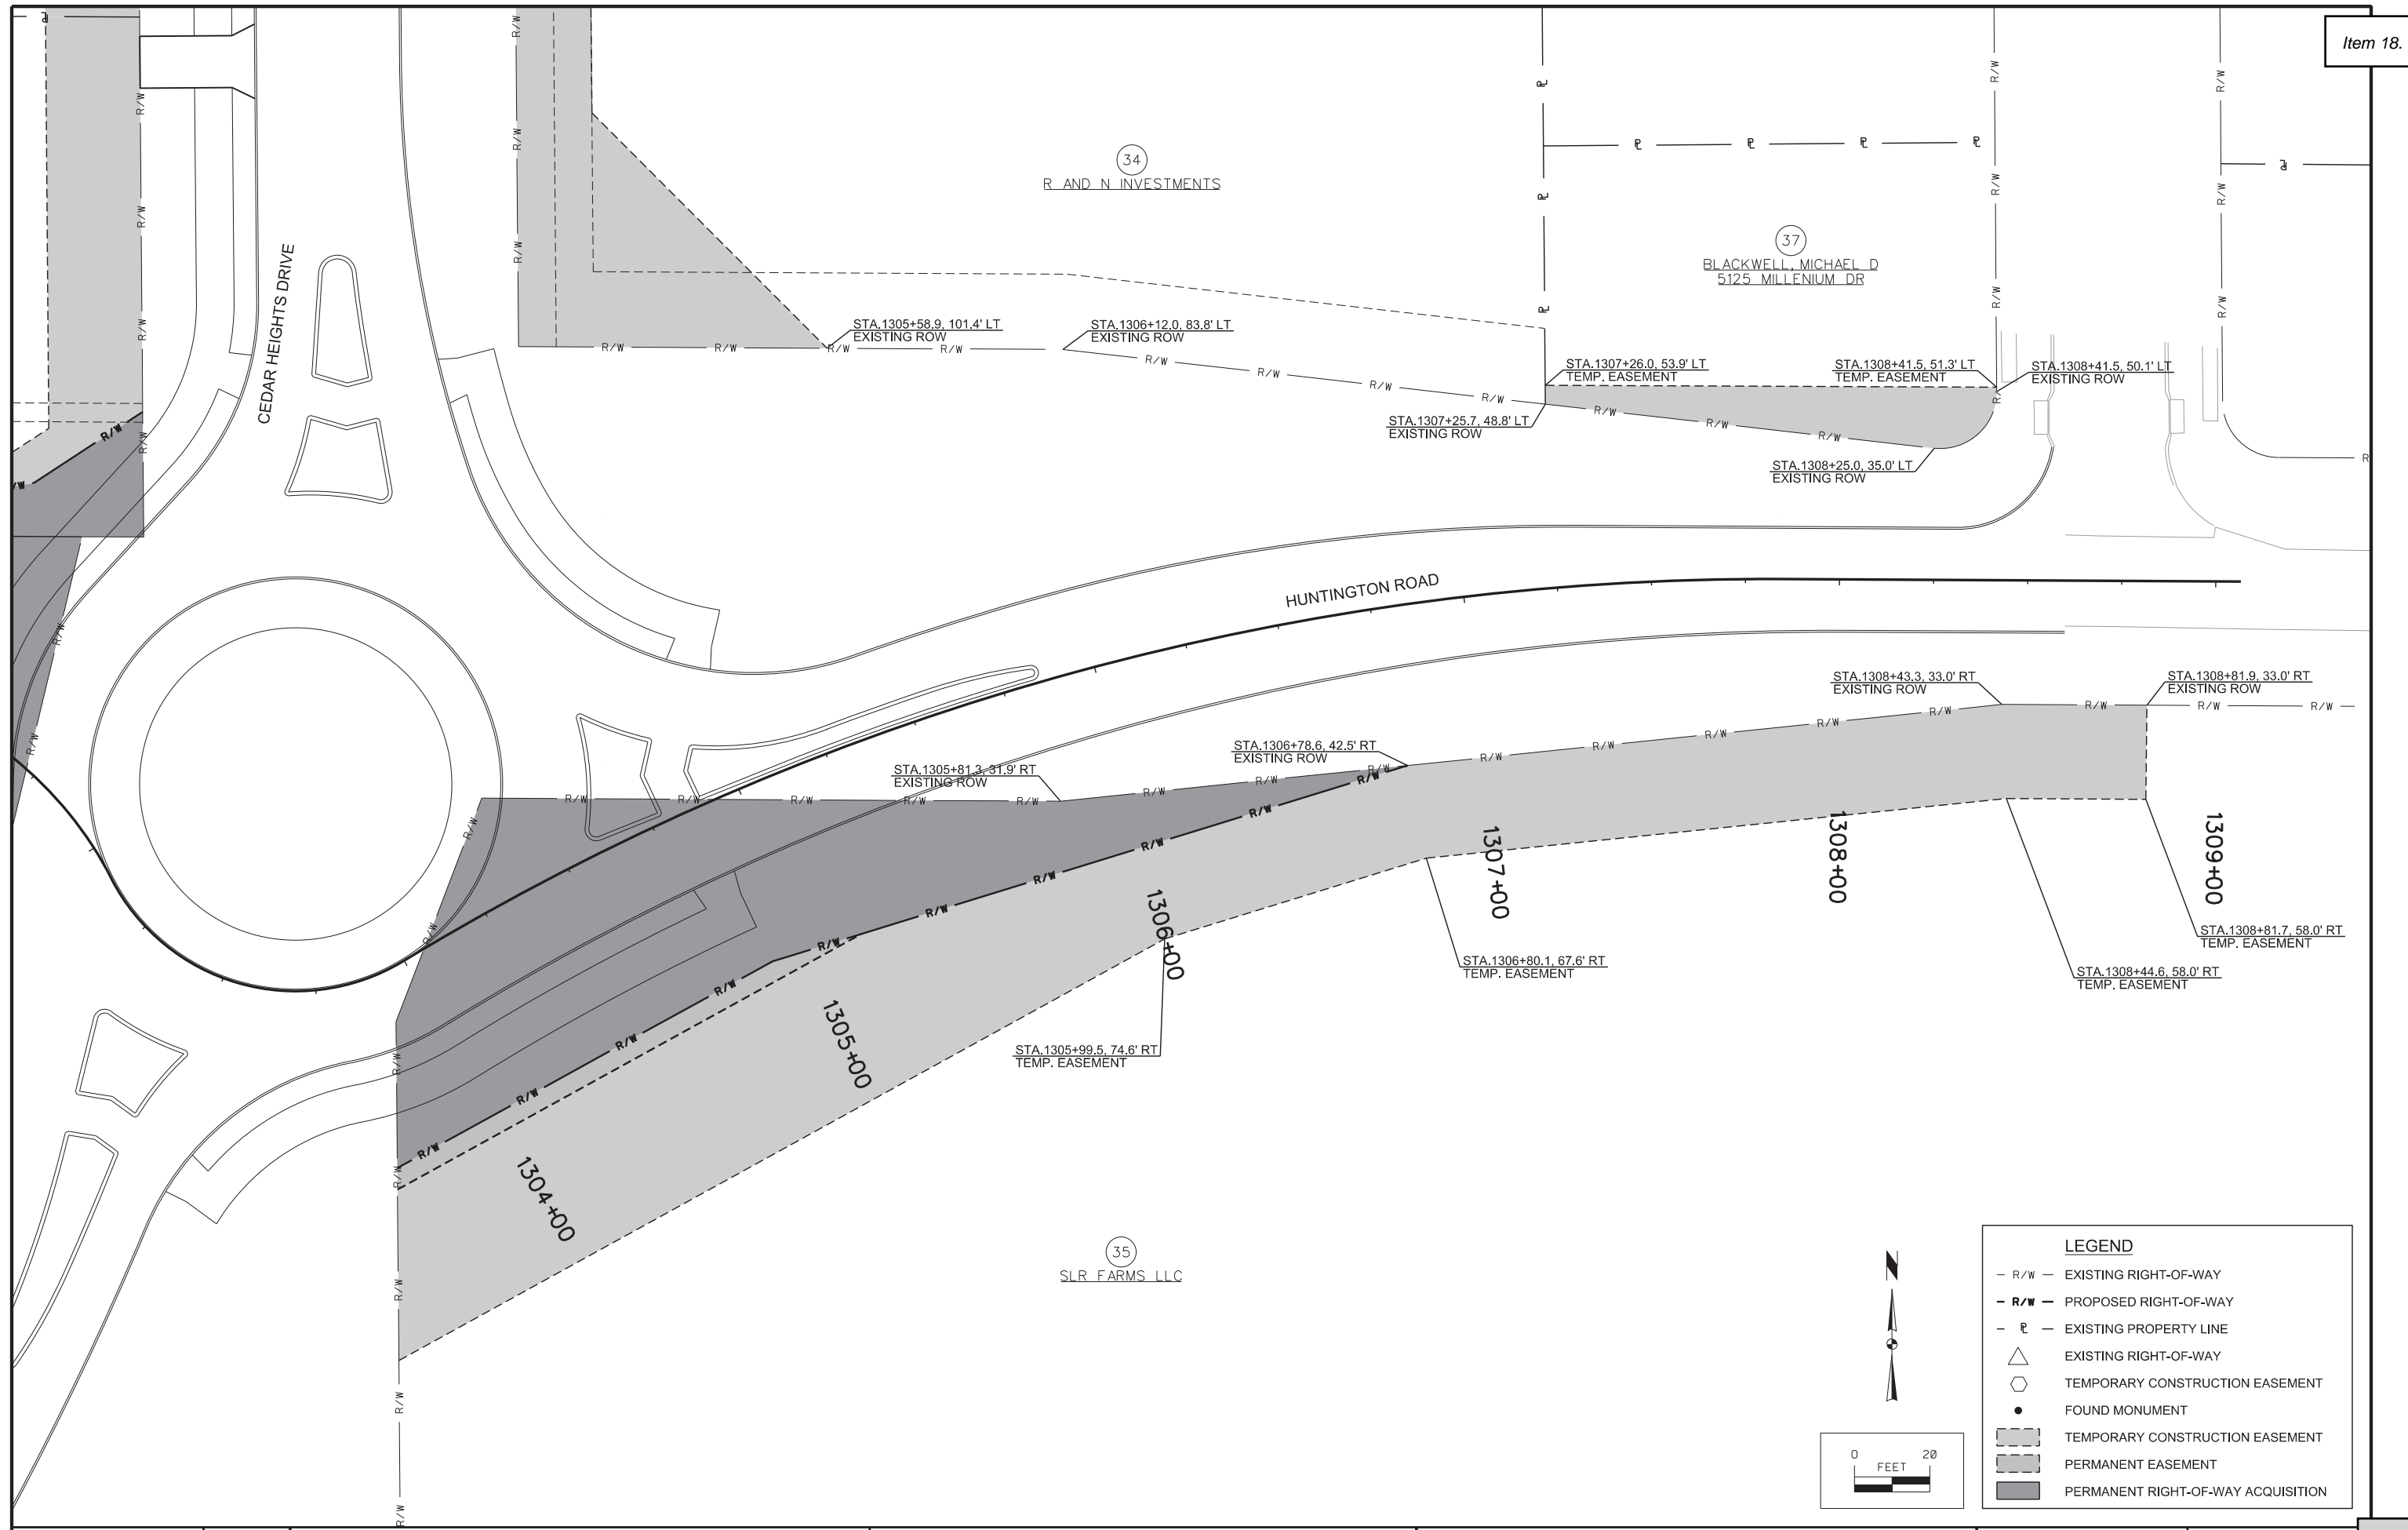 Item 18.
34
R AND N INVESTMENTS
37
BLACKWELL, MICHAEL D
5125 MILLENIUM DR
CEDAR HEIGHTS DRIVE
STA.1305+58.9, 101.4' LT
EXISTING ROW
STA.1306+12.0, 83.8' LT
EXISTING ROW
STA.1307+26.0, 53.9' LT
TEMP. EASEMENT
STA.1308+41.5, 51.3' LT
TEMP. EASEMENT
STA.1308+41.5, 50.1' LT
EXISTING ROW
STA.1307+25.7, 48.8' LT
EXISTING ROW
STA.1308+25.0, 35.0' LT
EXISTING ROW
HUNTINGTON ROAD
STA.1308+43.3, 33.0' RT
EXISTING ROW
STA.1308+81.9, 33.0' RT
EXISTING ROW
STA.1306+78.6, 42.5' RT
EXISTING ROW
STA.1305+81.3, 31.9' RT
EXISTING ROW
R/W
R/W
R/W
R/W
R/W
R/W
R/W
R/W
R/W
R/W
1304+00
1305+00
1306+00
1307+00
1308+00
1309+00
STA.1308+81.7, 58.0' RT
TEMP. EASEMENT
STA.1306+80.1, 67.6' RT
TEMP. EASEMENT
STA.1308+44.6, 58.0' RT
TEMP. EASEMENT
STA.1305+99.5, 74.6' RT
TEMP. EASEMENT
35
SLR FARMS LLC
N
0 20
FEET
LEGEND
R/W EXISTING RIGHT-OF-WAY
R/W PROPOSED RIGHT-OF-WAY
PL EXISTING PROPERTY LINE
EXISTING RIGHT-OF-WAY
TEMPORARY CONSTRUCTION EASEMENT
FOUND MONUMENT
TEMPORARY CONSTRUCTION EASEMENT
PERMANENT EASEMENT
PERMANENT RIGHT-OF-WAY ACQUISITION